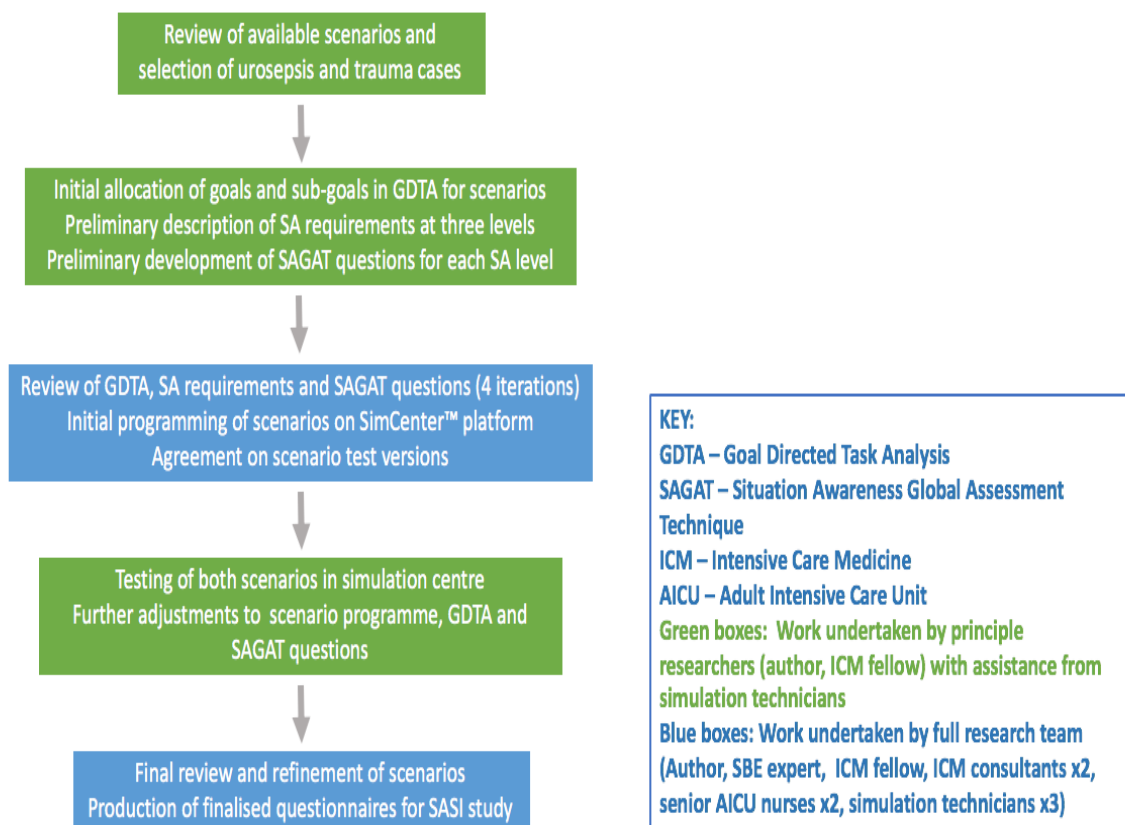 Review of available scenarios and
selection of urosepsis and trauma cases
Initial allocation of goals and sub-goals in GDTA for scenarios
Preliminary description of SA requirements at three levels
Preliminary development of SAGAT questions for each SA level
Review of GDTA, SA requirements and SAGAT questions (4 iterations)
Initial programming of scenarios on SimCenter™ platform
Agreement on scenario test versions
Testing of both scenarios in simulation centre
Further adjustments to scenario programme, GDTA and
SAGAT questions
Final review and refinement of scenarios
Production of finalised questionnaires for SASI study
KEY:
GDTA – Goal Directed Task Analysis
SAGAT – Situation Awareness Global Assessment
Technique
ICM – Intensive Care Medicine
AICU – Adult Intensive Care Unit
Green boxes: Work undertaken by principle
researchers (author, ICM fellow) with assistance from
simulation technicians
Blue boxes: Work undertaken by full research team
(Author, SBE expert, ICM fellow, ICM consultants x2,
senior AICU nurses x2, simulation technicians x3)